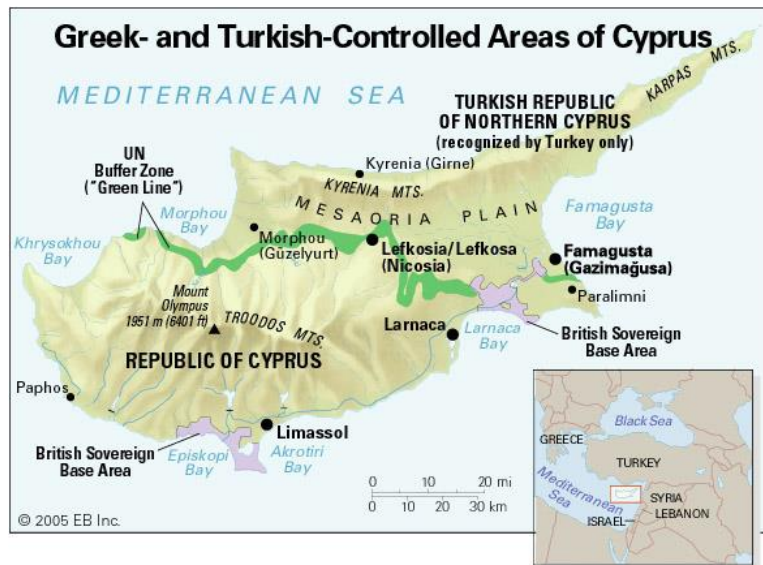 Greek- and Turkish-Controlled Areas of Cyprus
MEDITERRANEAN SEA
KARPAS MTS.
TURKISH REPUBLIC
OF NORTHERN CYPRUS
(recognized by Turkey only)
UN
Buffer Zone
("Green Line")
Kyrenia (Girne)
KYRENIA MTS.
MESAORIA PLAIN
Morphou
Bay
Famagusta
Bay
Khrysokhou
Bay
Morphou
(Güzelyurt)
Lefkosia/Lefkosa
(Nicosia)
Famagusta
(Gazimağusa)
Paralimni
Mount
Olympus
1951 m (6401 ft)
TROODOS MTS.
Larnaca
Larnaca
Bay
British Sovereign
Base Area
REPUBLIC OF CYPRUS
Paphos
Limassol
British Sovereign
Base Area
Episkopi
Bay
Akrotiri
Bay
0 10 20 mi
0 10 20 30 km
© 2005 EB Inc.
Black Sea
GREECE
TURKEY
Mediterranean
Sea
SYRIA
LEBANON
ISRAEL